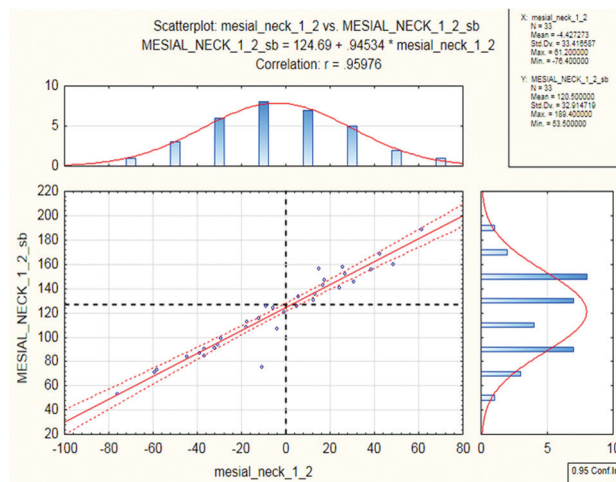 Scatterplot: mesial_neck_1_2 vs. MESIAL_NECK_1_2_sb
MESIAL_NECK_1_2_sb = 124.69 + .94534 * mesial_neck_1_2
Correlation: r = .95976
X: mesial_neck_1_2
N = 33
Mean = -4.427273
Std.Dv. = 33.416587
Max. = 61.200000
Min. = -76.400000
Y: MESIAL_NECK_1_2_sb
N = 33
Mean = 120.500000
Std.Dv. = 32.914719
Max. = 189.400000
Min. = 53.500000
10
5
0
220
200
180
160
140
120
100
80
60
40
20
MESIAL_NECK_1_2_sb
-100 -80 -60 -40 -20 0 20 40 60 80
0 5 10
mesial_neck_1_2
0.95 Conf.In